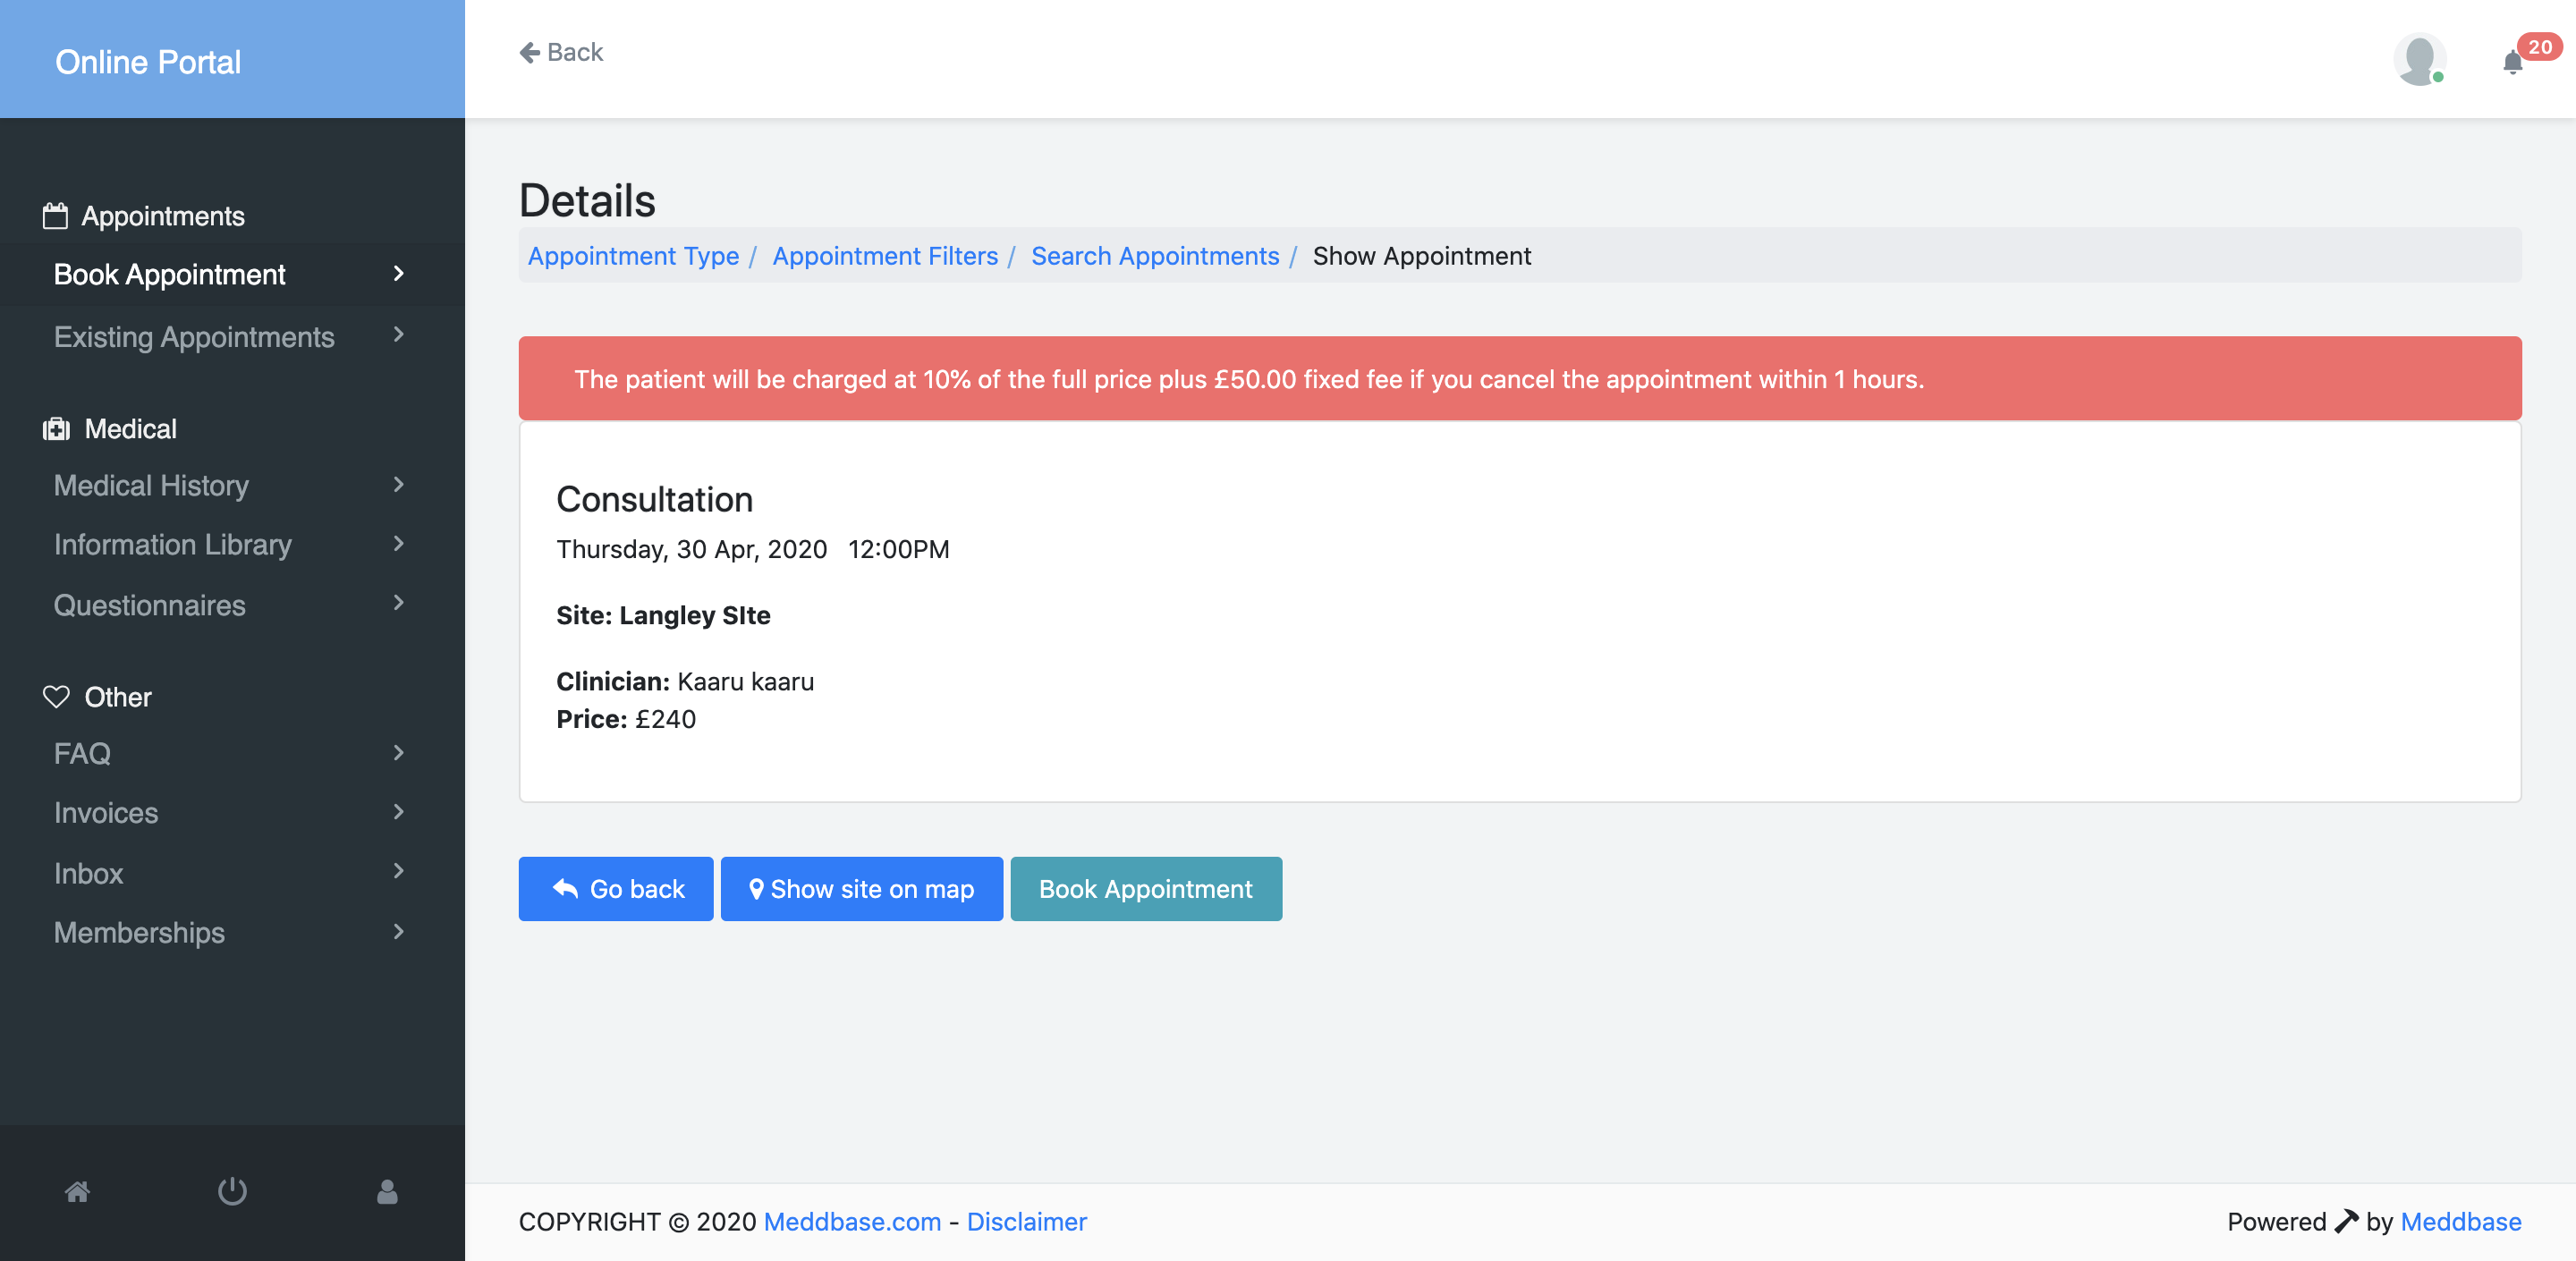 Online Portal
Back
20
Appointments
Book Appointment
Existing Appointments
Medical
Medical History
Information Library
Questionnaires
Other
FAQ
Invoices
Inbox
Memberships
Details
Appointment Type / Appointment Filters / Search Appointments / Show Appointment
The patient will be charged at 10% of the full price plus £50.00 fixed fee if you cancel the appointment within 1 hours.
Consultation
Thursday, 30 Apr, 2020 12:00PM
Site: Langley SIte
Clinician: Kaaru kaaru
Price: £240
Go back
Show site on map
Book Appointment
COPYRIGHT © 2020 Meddbase.com - Disclaimer
Powered by Meddbase